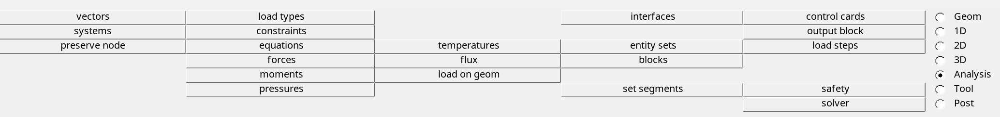 vectors load types interfaces control cards Geom
systems constraints output block 1D
preserve node equations temperatures entity sets load steps 2D
forces flux blocks 3D
moments load on geom Analysis
pressures set segments safety Tool
solver Post